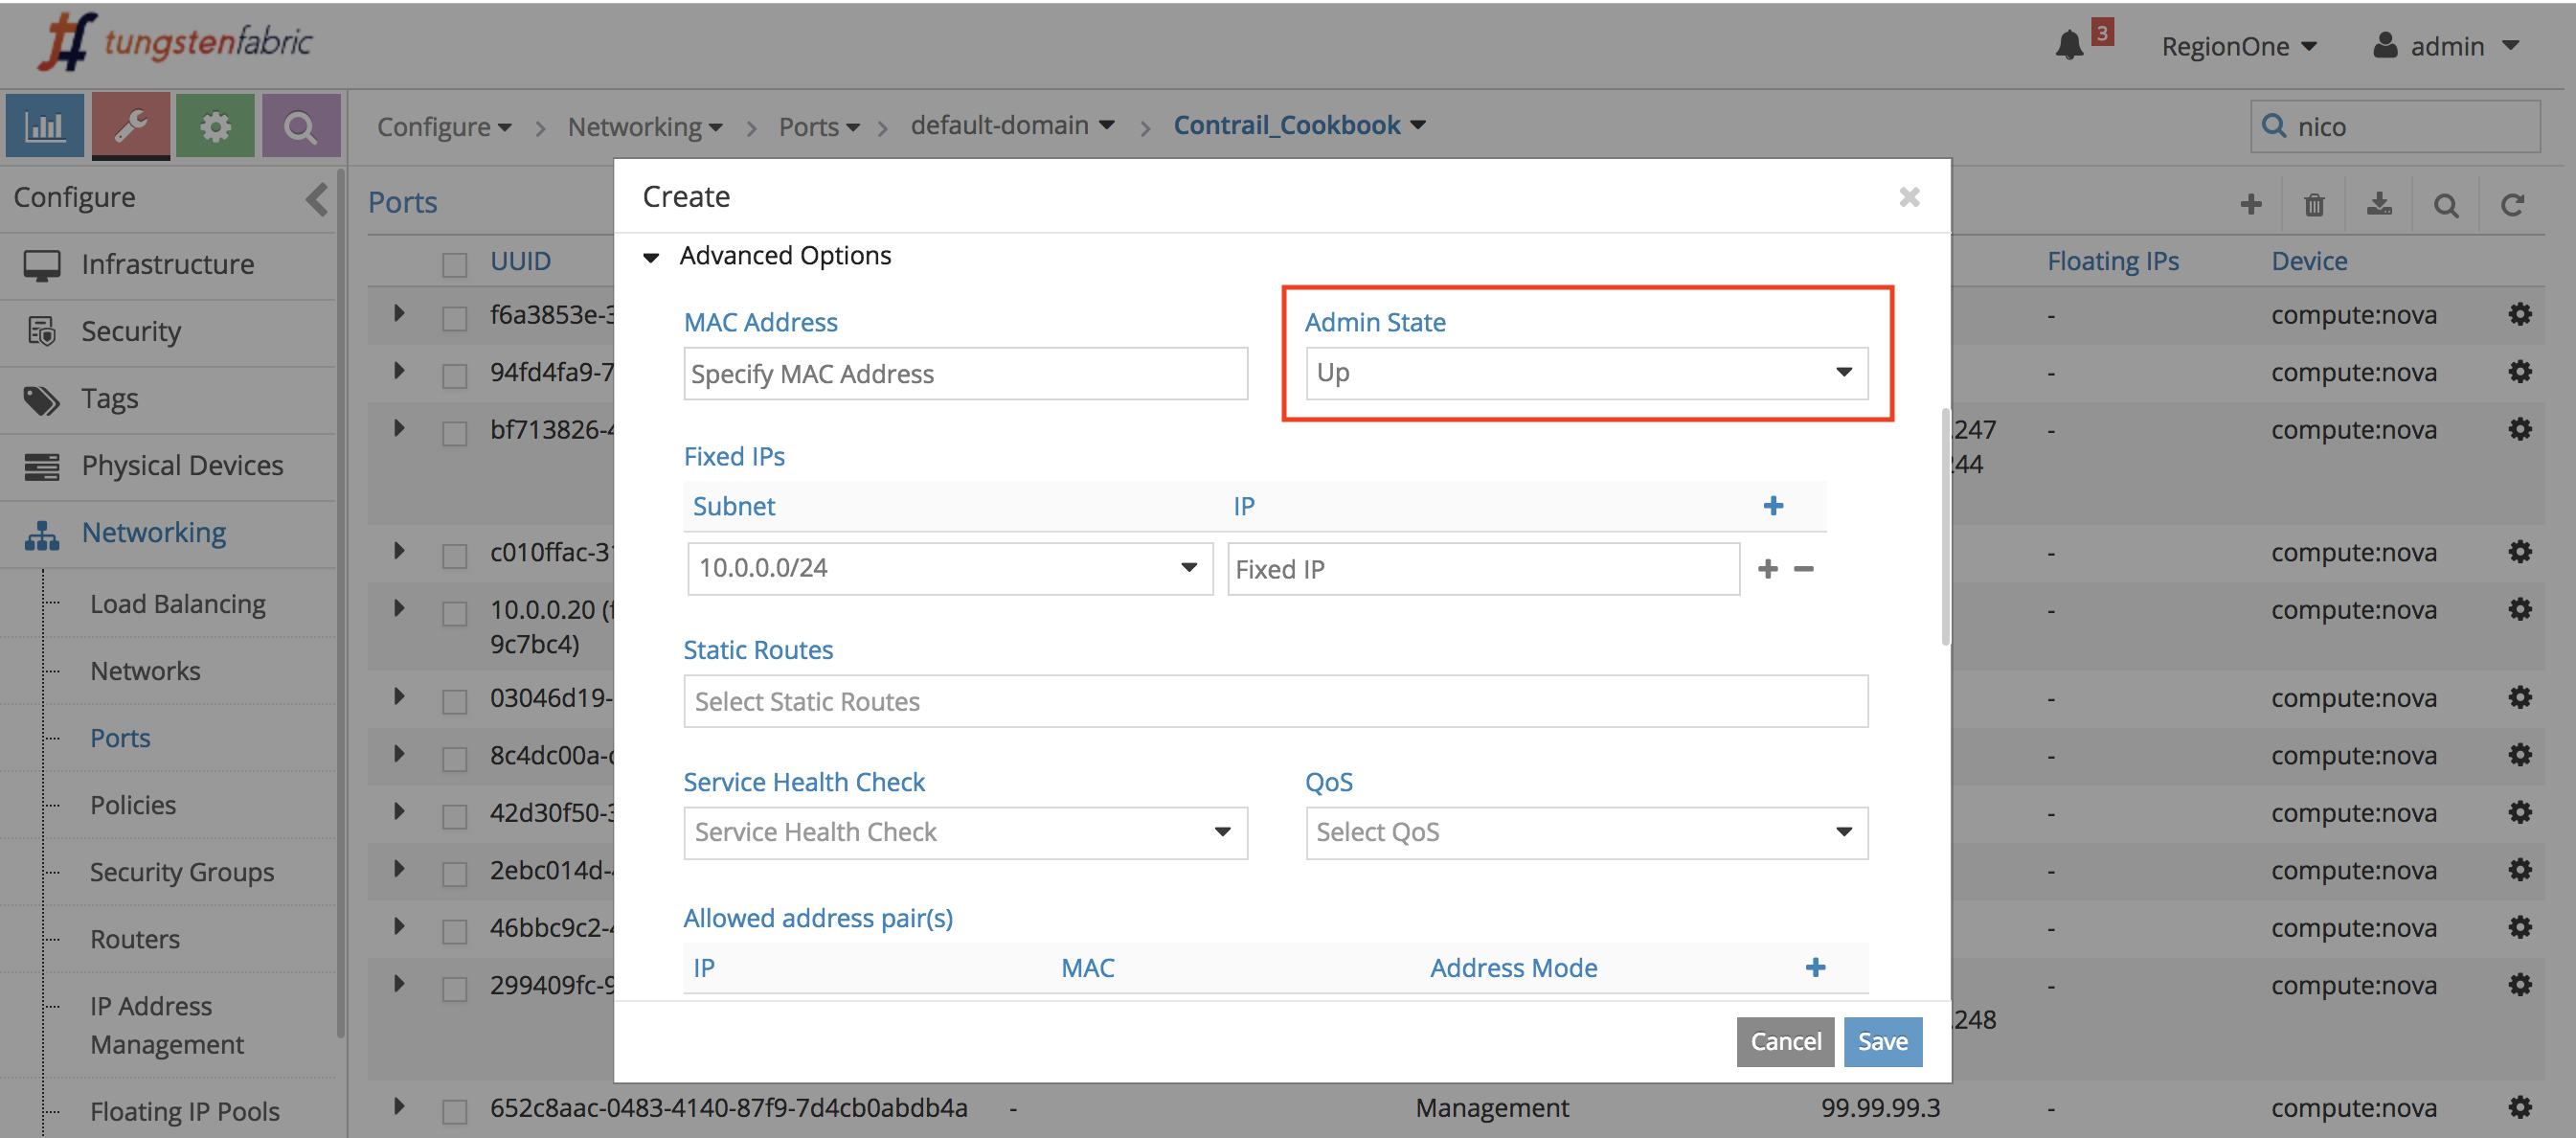 tungstenfabric
3
RegionOne
admin
Configure > Networking > Ports > default-domain > Contrail_Cookbook
nico
Configure
Infrastructure
Security
Tags
Physical Devices
Networking
Load Balancing
Networks
Ports
Policies
Security Groups
Routers
IP Address
Management
Floating IP Pools
Ports
UUID
Floating IPs
Device
f6a3853e-3
-
compute:nova
94fd4fa9-7
-
compute:nova
bf713826-4
.247
-
compute:nova
244
c010ffac-31
-
compute:nova
10.0.0.20 (f
-
compute:nova
9c7bc4)
03046d19-
-
compute:nova
8c4dc00a-c
-
compute:nova
42d30f50-3
-
compute:nova
2ebc014d-4
-
compute:nova
46bbc9c2-4
-
compute:nova
299409fc-9
-
compute:nova
.248
652c8aac-0483-4140-87f9-7d4cb0abdb4a
-
Management
99.99.99.3
-
compute:nova
Create
Advanced Options
MAC Address
Specify MAC Address
Admin State
Up
Fixed IPs
Subnet
IP
10.0.0.0/24
Fixed IP
Static Routes
Select Static Routes
Service Health Check
Service Health Check
QoS
Select QoS
Allowed address pair(s)
IP
MAC
Address Mode
Cancel
Save